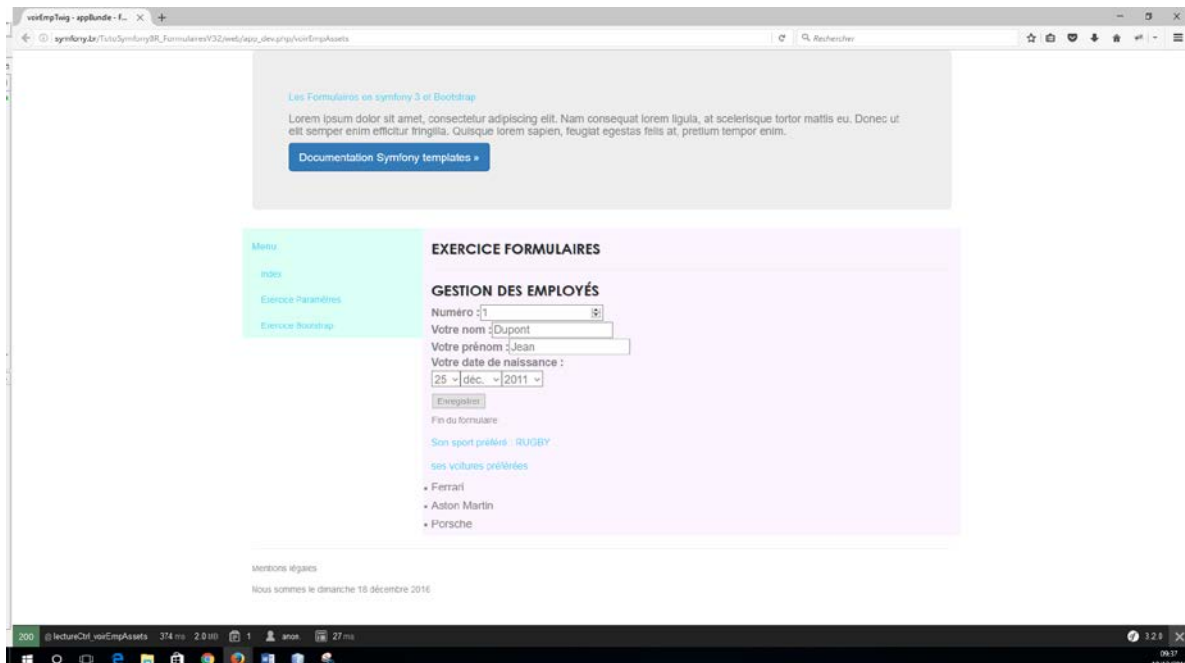 voirEmpTwig - appBundle - F...
symfony.br/TutoSymfonyBR_FormulairesV32/web/app_dev.php/voirEmpAssets
Rechercher
Les Formulaires en symfony 3 et Bootstrap
Lorem ipsum dolor sit amet, consectetur adipiscing elit. Nam consequat lorem ligula, at scelerisque tortor mattis eu. Donec ut
elit semper enim efficitur fringilla. Quisque lorem sapien, feugiat egestas felis at, pretium tempor enim.
Documentation Symfony templates »
Menu
Index
Exercice Paramètres
Exercice Bootstrap
EXERCICE FORMULAIRES
GESTION DES EMPLOYÉS
Numéro : 1
Votre nom : Dupont
Votre prénom : Jean
Votre date de naissance :
25 déc. 2011
Enregistrer
Fin du formulaire
Son sport préféré : RUGBY
ses voitures préférées
• Ferrari
• Aston Martin
• Porsche
Mentions légales
Nous sommes le dimanche 18 décembre 2016
200 @lectureCtrl_voirEmpAssets 374 ms 2.0 MB 1 anon. 27 ms 3.2.0
09:37